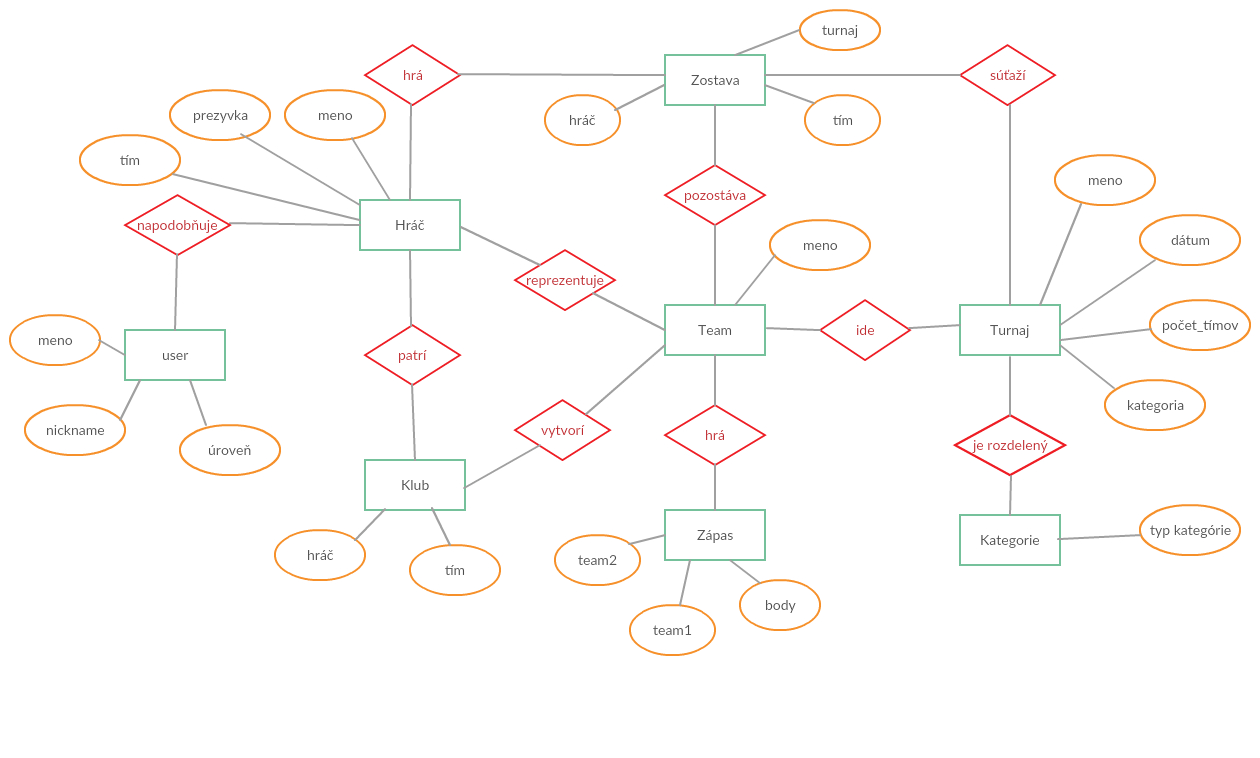 turnaj
hrá
Zostava
súťaží
prezyvka
meno
hráč
tím
tím
meno
pozostáva
napodobňuje
Hráč
dátum
meno
reprezentuje
počet_tímov
meno
user
Team
ide
Turnaj
patrí
kategoria
nickname
úroveň
vytvorí
hrá
je rozdelený
Klub
typ kategórie
Zápas
Kategorie
hráč
tím
team2
body
team1